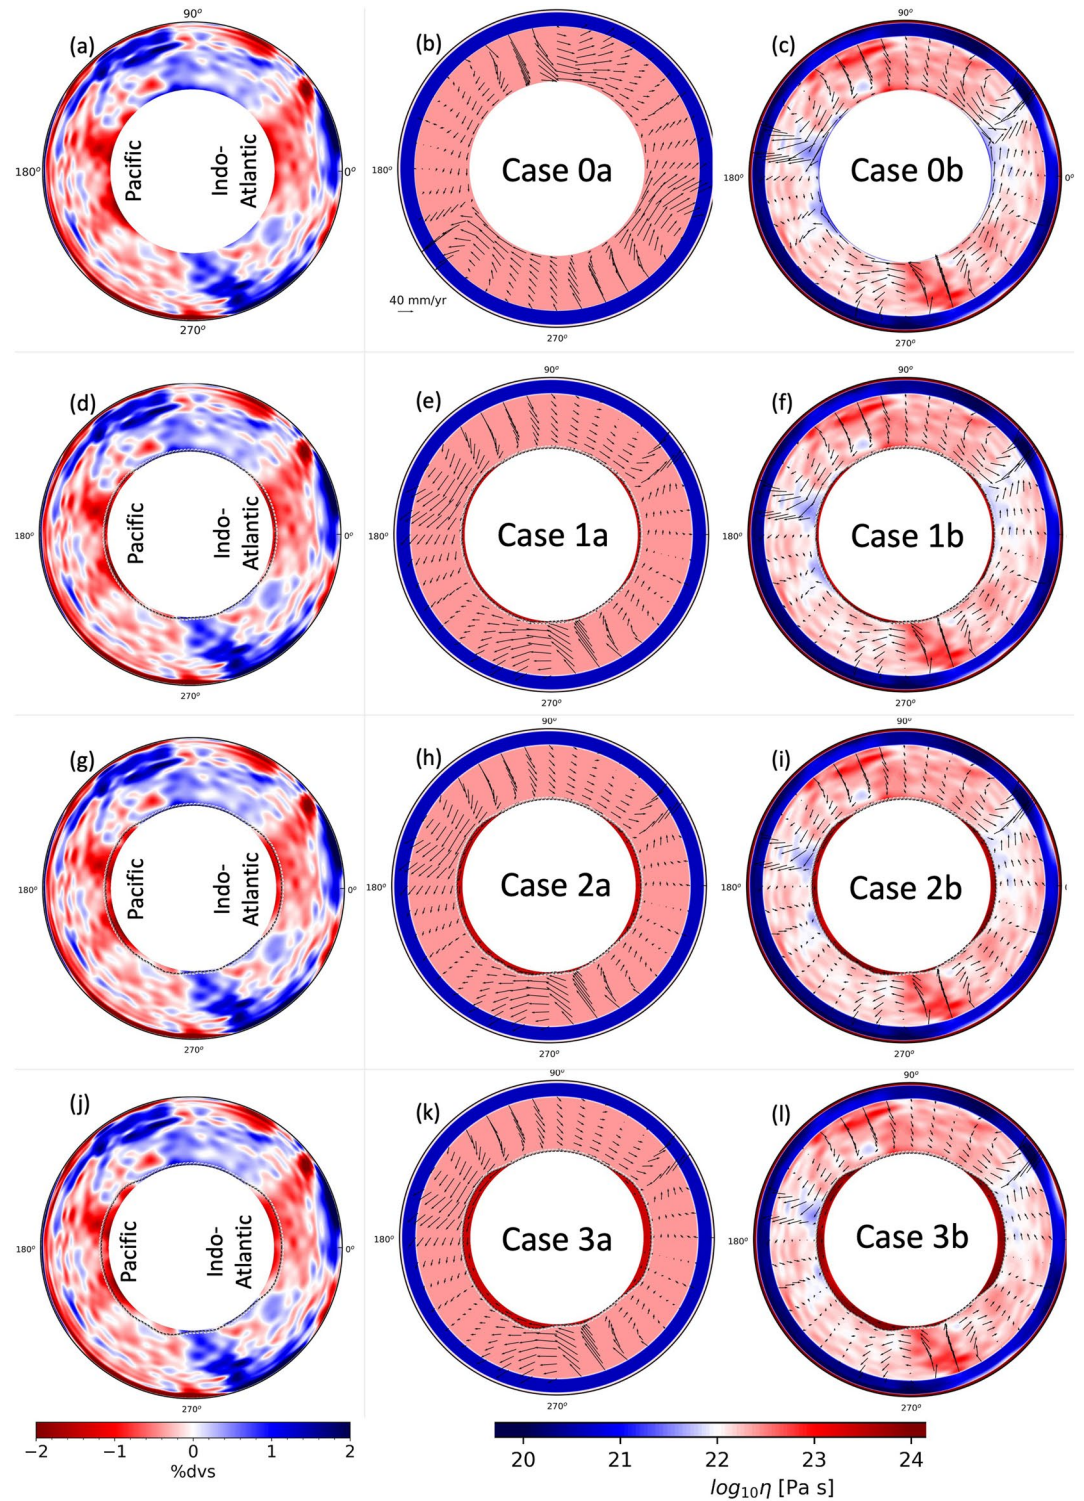 (a)
90°
180°
Pacific
Indo-
Atlantic
0°
270°
(b)
Case 0a
40 mm/yr
270°
(c)
90°
180°
Case 0b
0°
270°
(d)
180°
Pacific
Indo-
Atlantic
0°
270°
(e)
90°
180°
Case 1a
270°
(f)
90°
180°
Case 1b
270°
(g)
180°
Pacific
Indo-
Atlantic
0°
270°
(h)
90°
180°
Case 2a
270°
(i)
90°
180°
Case 2b
270°
(j)
180°
Pacific
Indo-
Atlantic
0°
270°
(k)
90°
180°
Case 3a
270°
(l)
90°
180°
Case 3b
270°
−2 −1 0 1 2
%dvs
20 21 22 23 24
log₁₀η [Pa s]